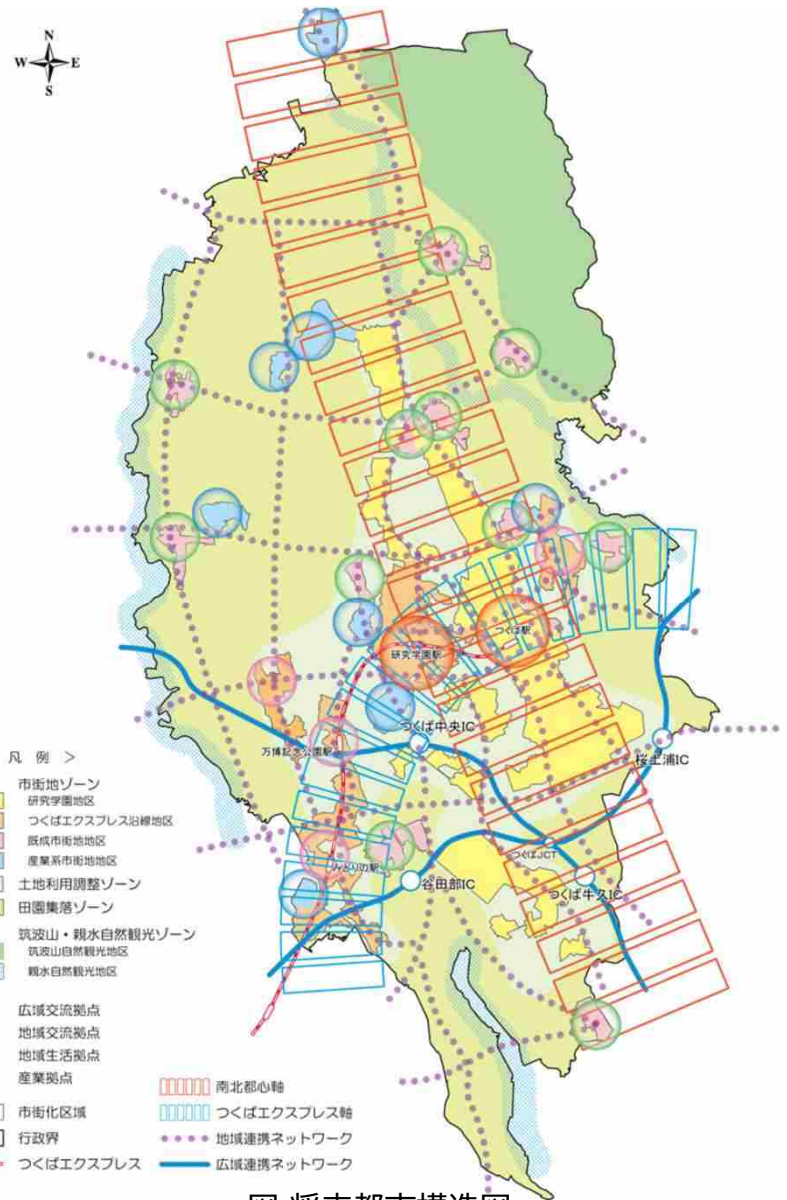 N
W E
S
研究学園駅
つくば駅
つくば中央IC
万博記念公園駅
桜土浦IC
みどりの駅
つくばJCT
谷田部IC
つくば牛久IC
凡 例 ＞
市街地ゾーン
研究学園地区
つくばエクスプレス沿線地区
既成市街地地区
産業系市街地地区
土地利用調整ゾーン
田園集落ゾーン
筑波山・親水自然観光ゾーン
筑波山自然観光地区
親水自然観光地区
広域交流拠点
地域交流拠点
地域生活拠点
産業拠点
市街化区域
行政界
つくばエクスプレス
南北都心軸
つくばエクスプレス軸
地域連携ネットワーク
広域連携ネットワーク